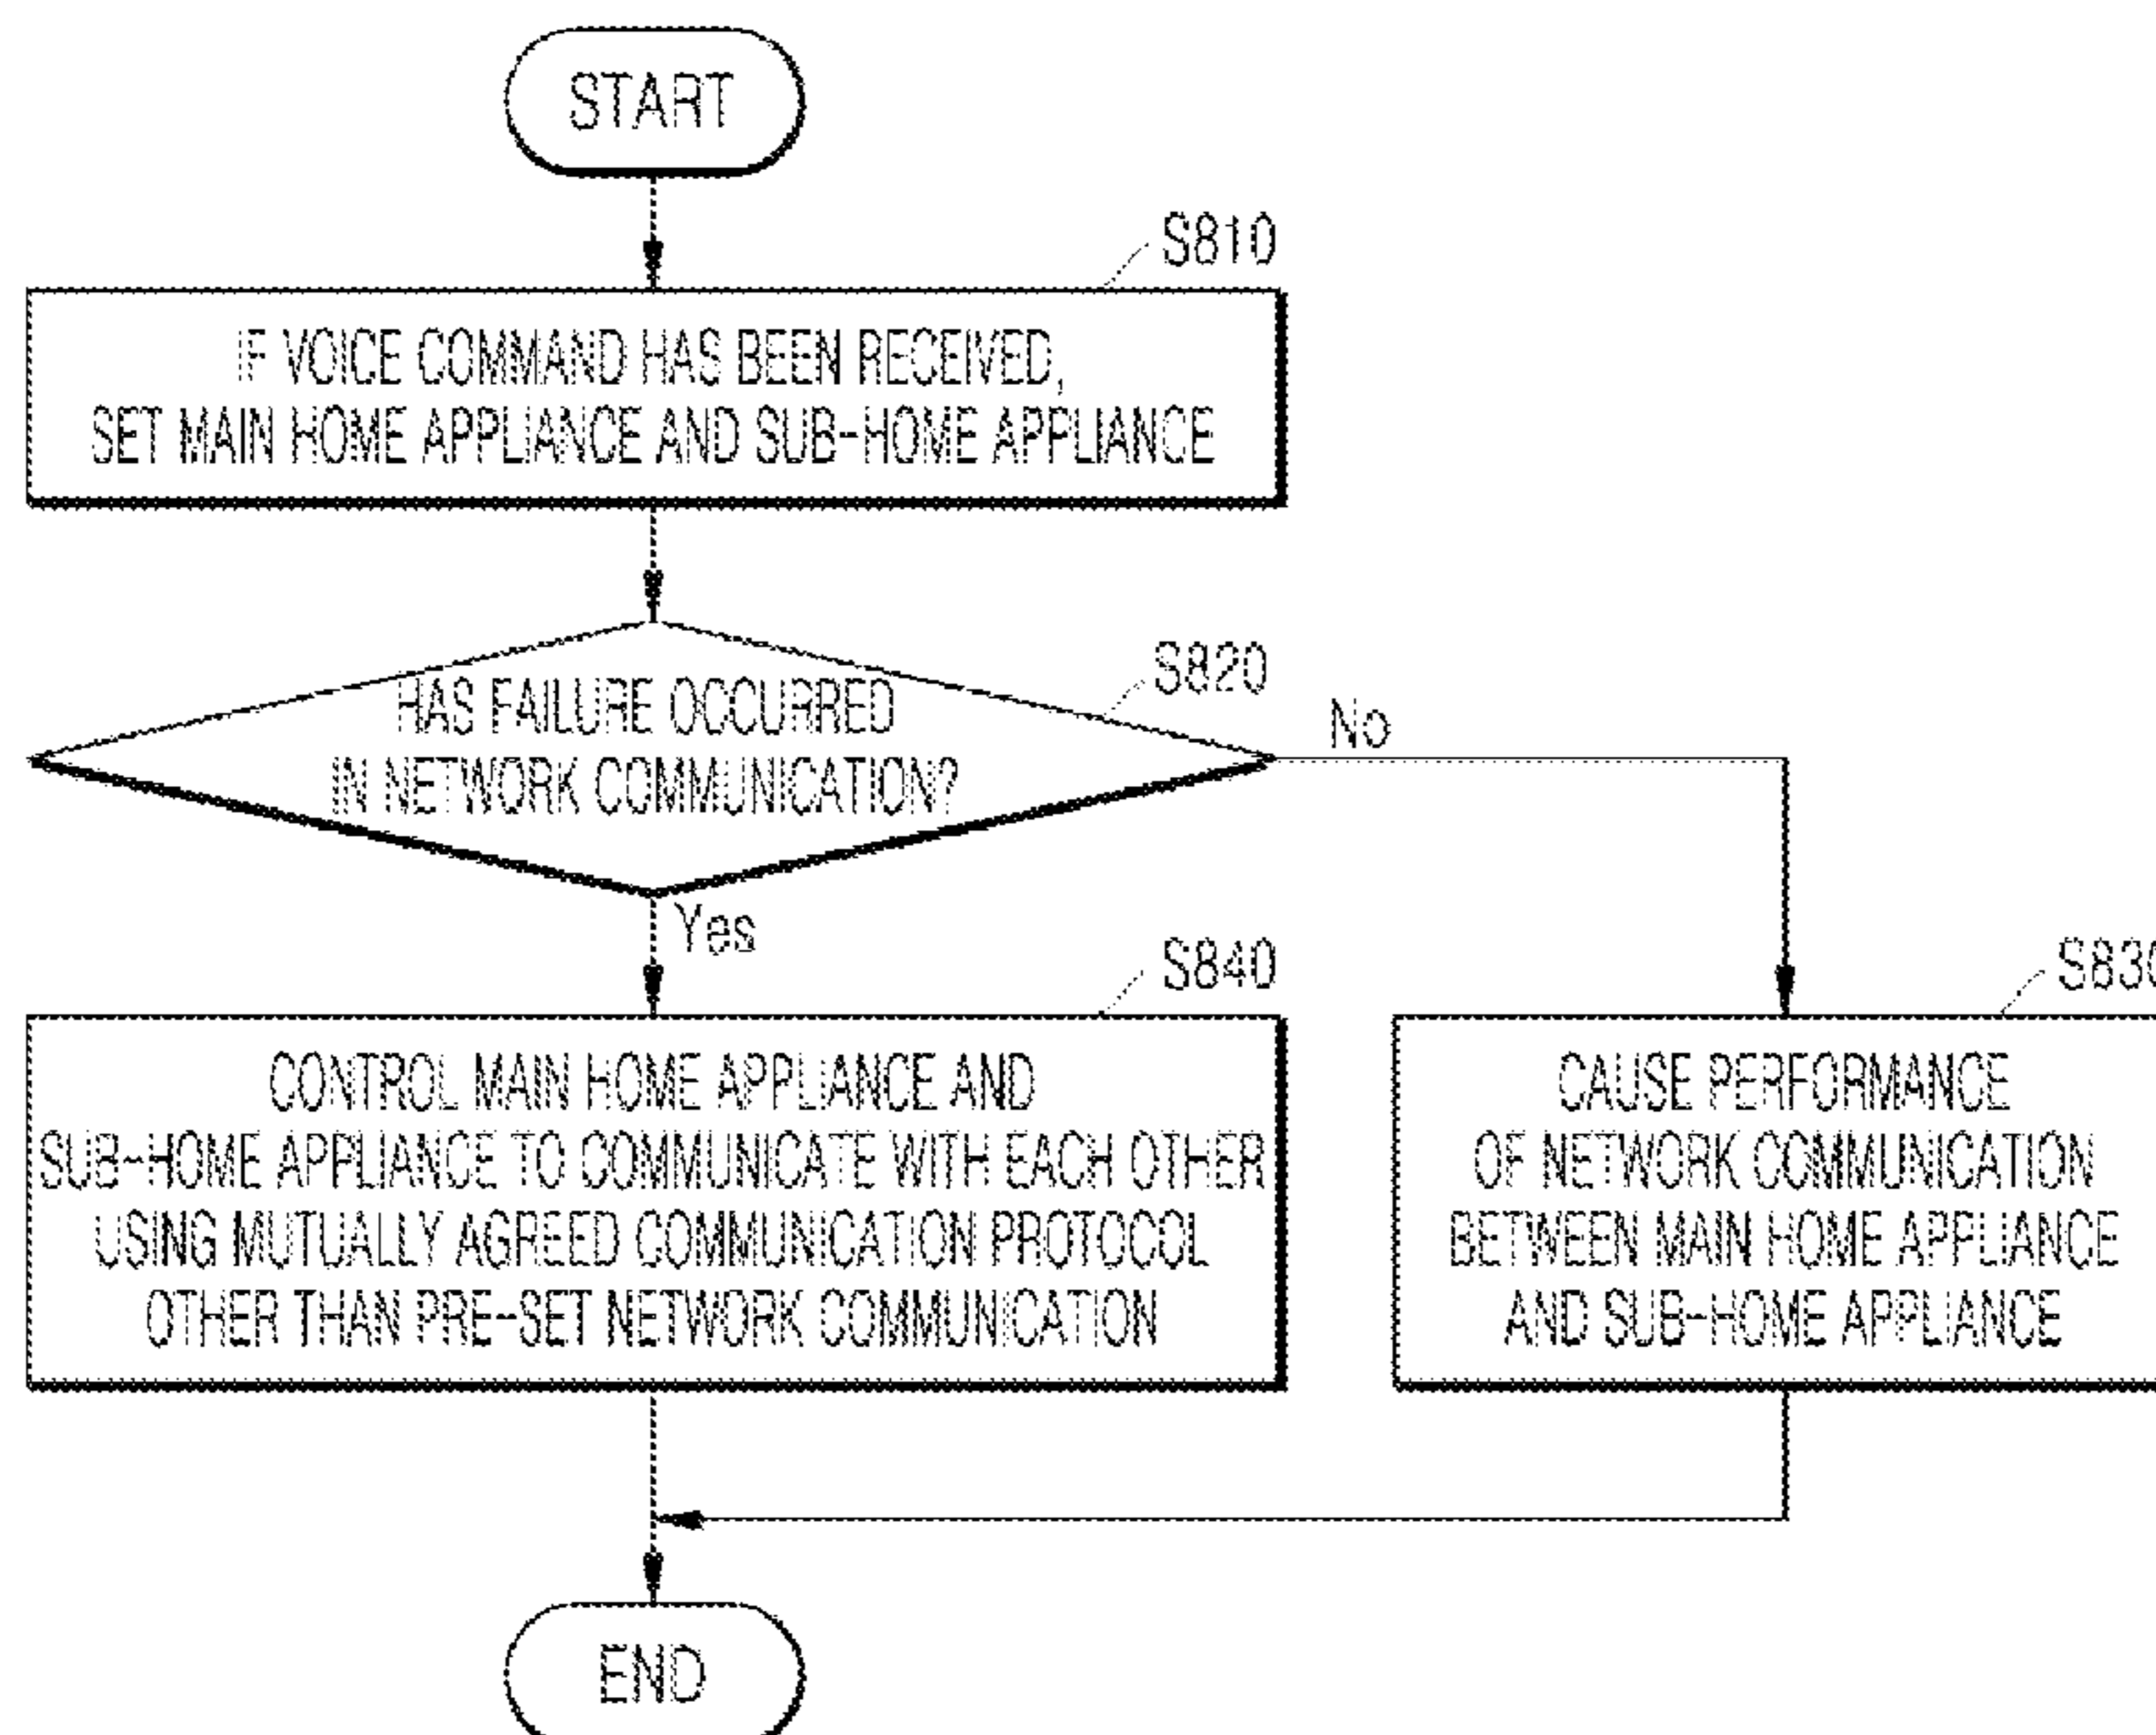 START
S810
IF VOICE COMMAND HAS BEEN RECEIVED,
SET MAIN HOME APPLIANCE AND SUB-HOME APPLIANCE
S820
HAS FAILURE OCCURRED
IN NETWORK COMMUNICATION?
No
Yes
S840
CONTROL MAIN HOME APPLIANCE AND
SUB-HOME APPLIANCE TO COMMUNICATE WITH EACH OTHER
USING MUTUALLY AGREED COMMUNICATION PROTOCOL
OTHER THAN PRE-SET NETWORK COMMUNICATION
S830
CAUSE PERFORMANCE
OF NETWORK COMMUNICATION
BETWEEN MAIN HOME APPLIANCE
AND SUB-HOME APPLIANCE
END